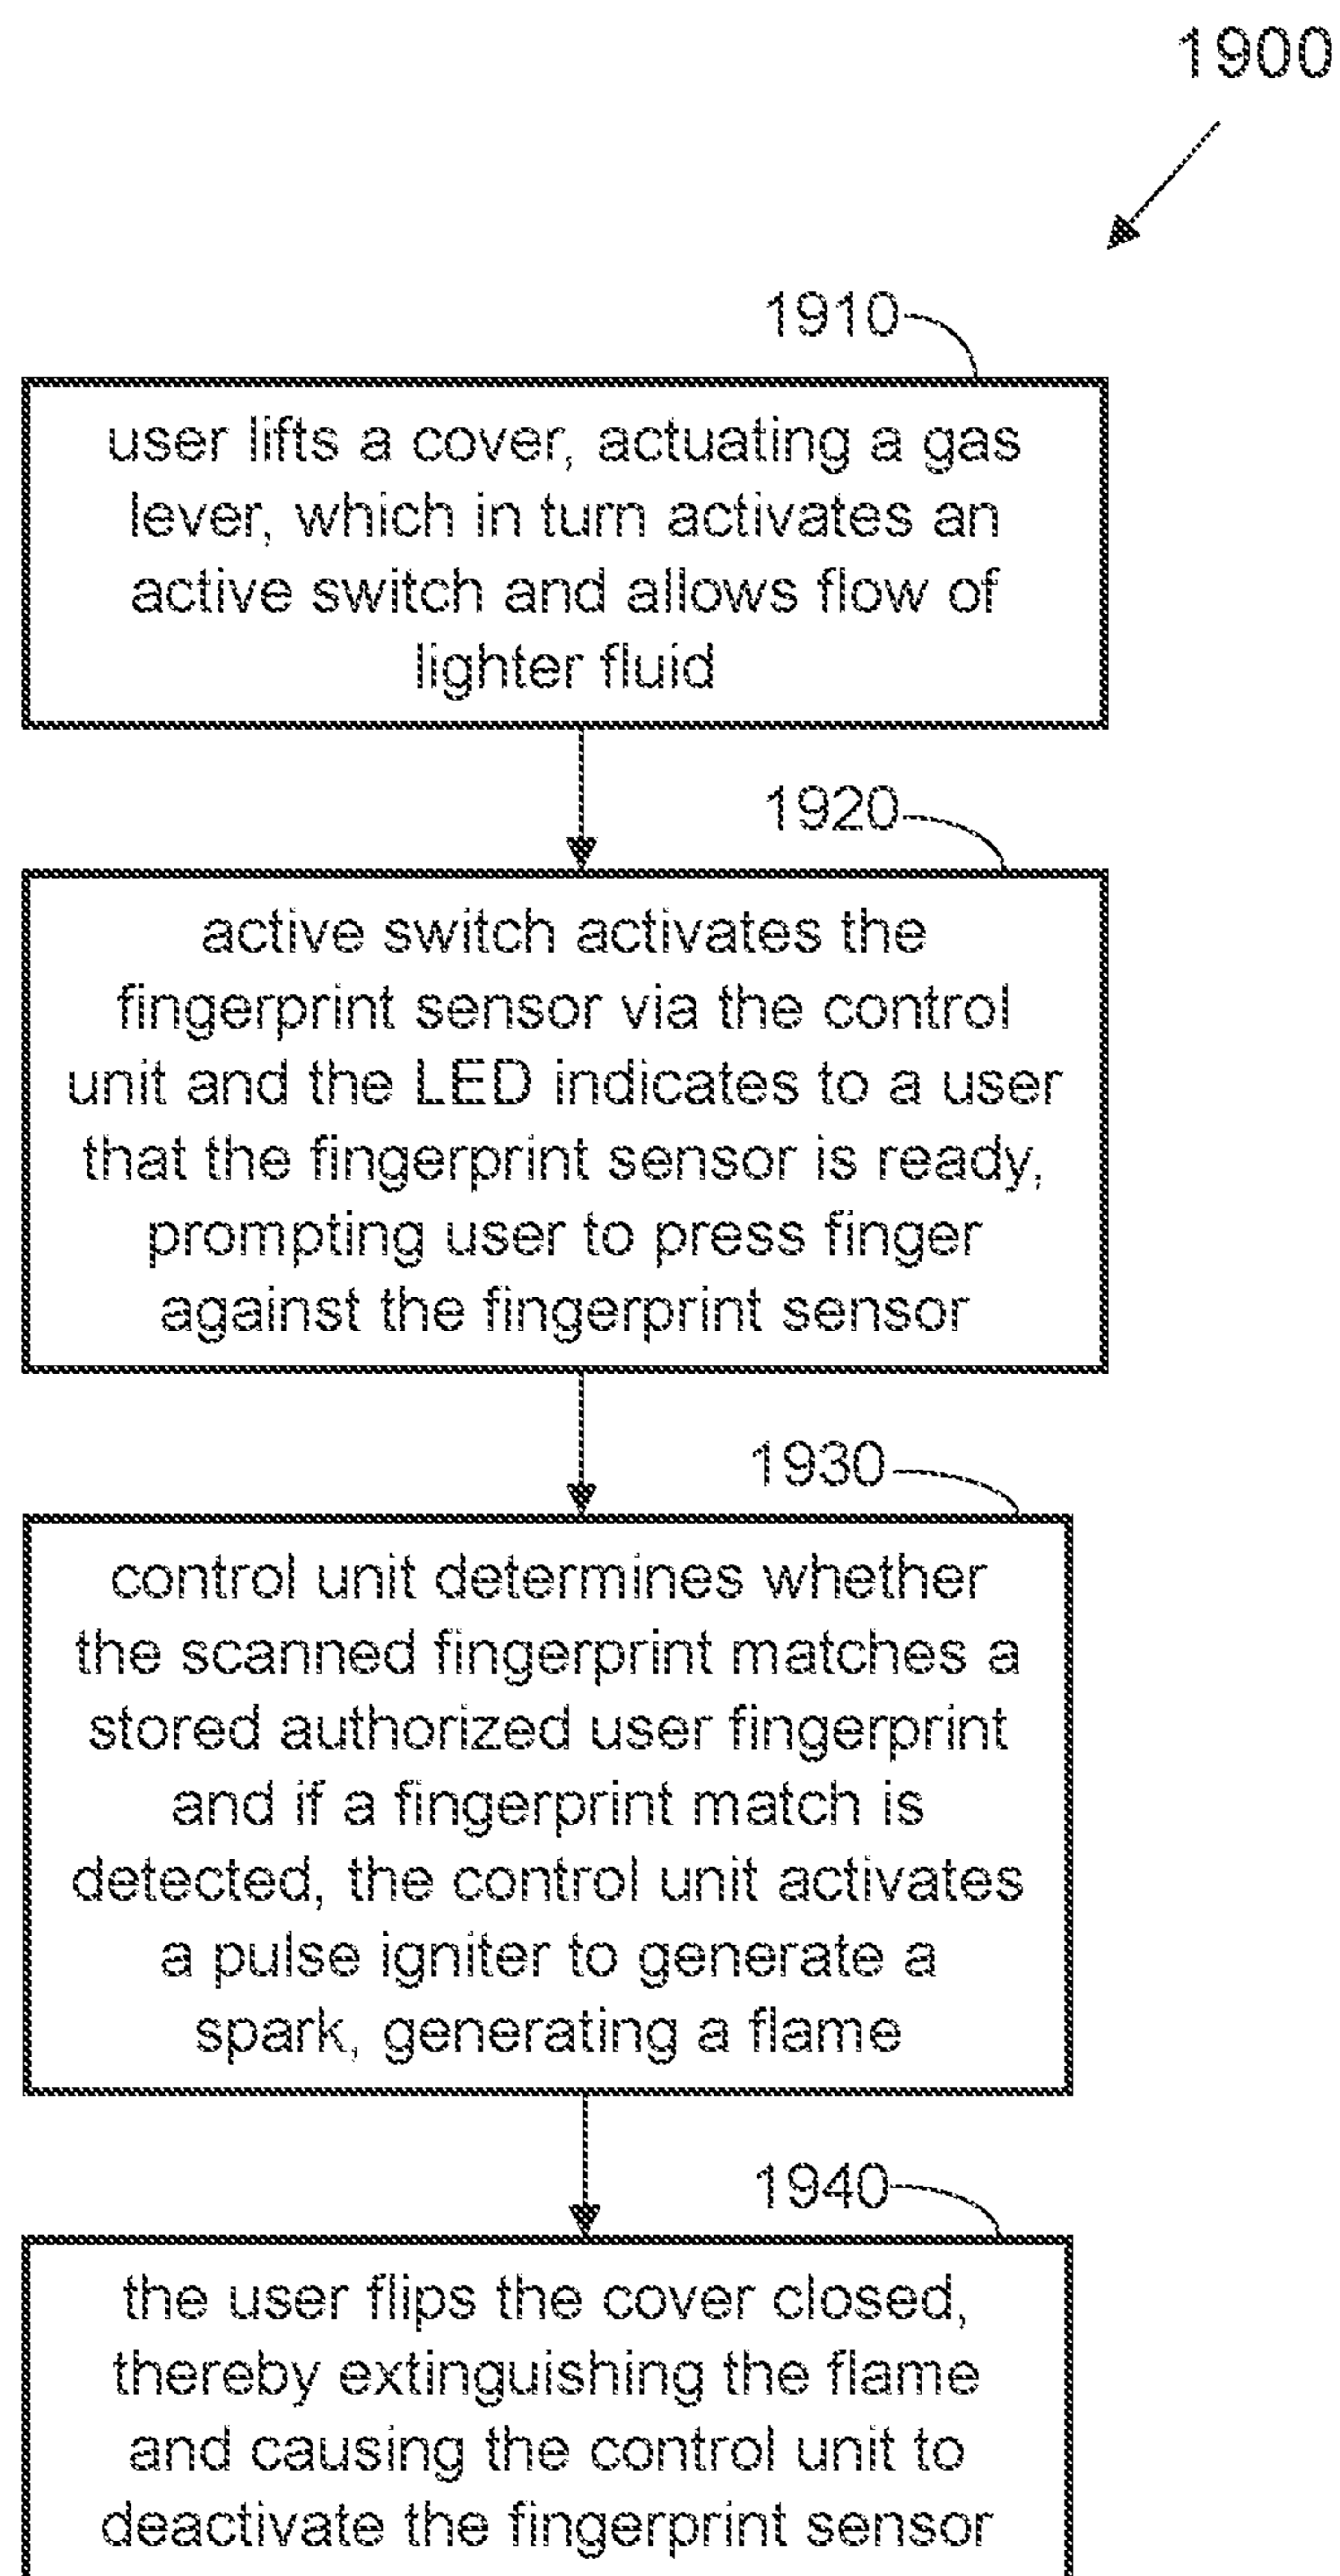 1900
1910
user lifts a cover, actuating a gas
lever, which in turn activates an
active switch and allows flow of
lighter fluid
1920
active switch activates the
fingerprint sensor via the control
unit and the LED indicates to a user
that the fingerprint sensor is ready,
prompting user to press finger
against the fingerprint sensor
1930
control unit determines whether
the scanned fingerprint matches a
stored authorized user fingerprint
and if a fingerprint match is
detected, the control unit activates
a pulse igniter to generate a
spark, generating a flame
1940
the user flips the cover closed,
thereby extinguishing the flame
and causing the control unit to
deactivate the fingerprint sensor